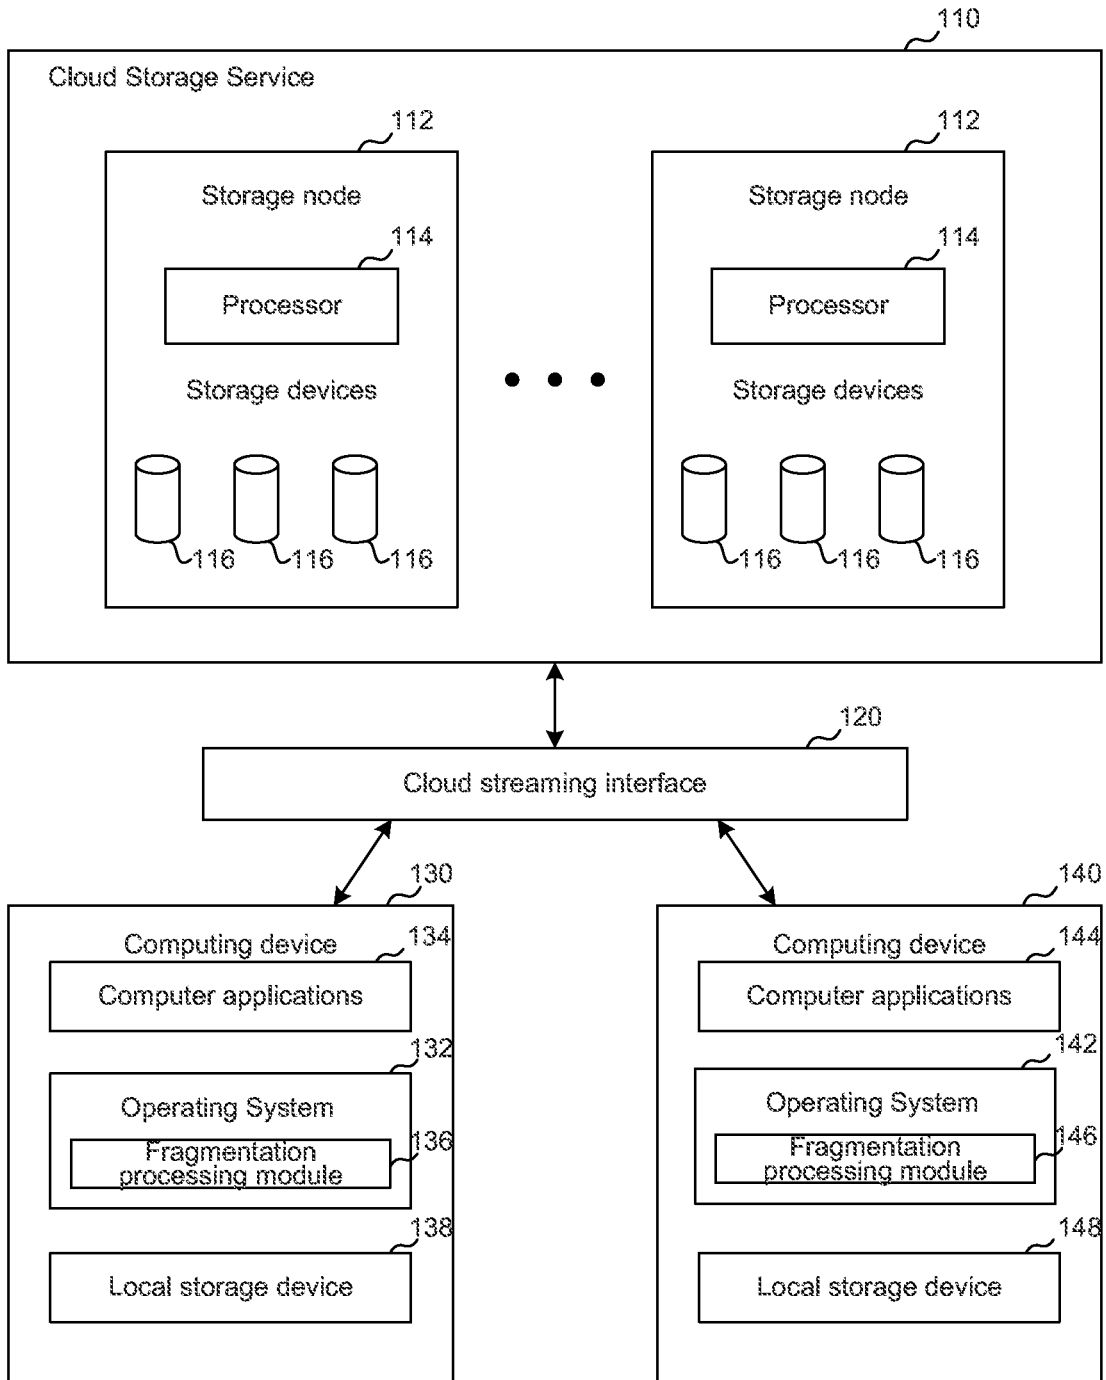 110
Cloud Storage Service
112
112
Storage node
Storage node
114
114
Processor
Processor
Storage devices
Storage devices
116
116
116
116
116
116
120
Cloud streaming interface
130
140
Computing device
134
Computing device
144
Computer applications
Computer applications
132
142
Operating System
Operating System
Fragmentation
processing module
136
Fragmentation
processing module
146
138
148
Local storage device
Local storage device